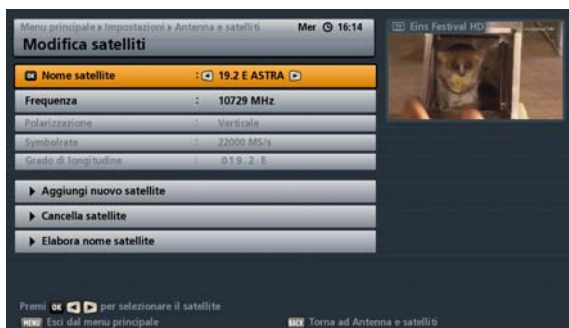 Menu principale › Impostazioni › Antenna e satelliti Mer 16:14
Modifica satelliti
Eins Festival HD
OK Nome satellite : 19.2 E ASTRA
Frequenza : 10729 MHz
Polarizzazione : Verticale
Symbolrate : 22000 MS/s
Grado di longitudine : 019.2 E
Aggiungi nuovo satellite
Cancella satellite
Elabora nome satellite
Premi OK per selezionare il satellite
MENU Esci dal menu principale BACK Torna ad Antenna e satelliti